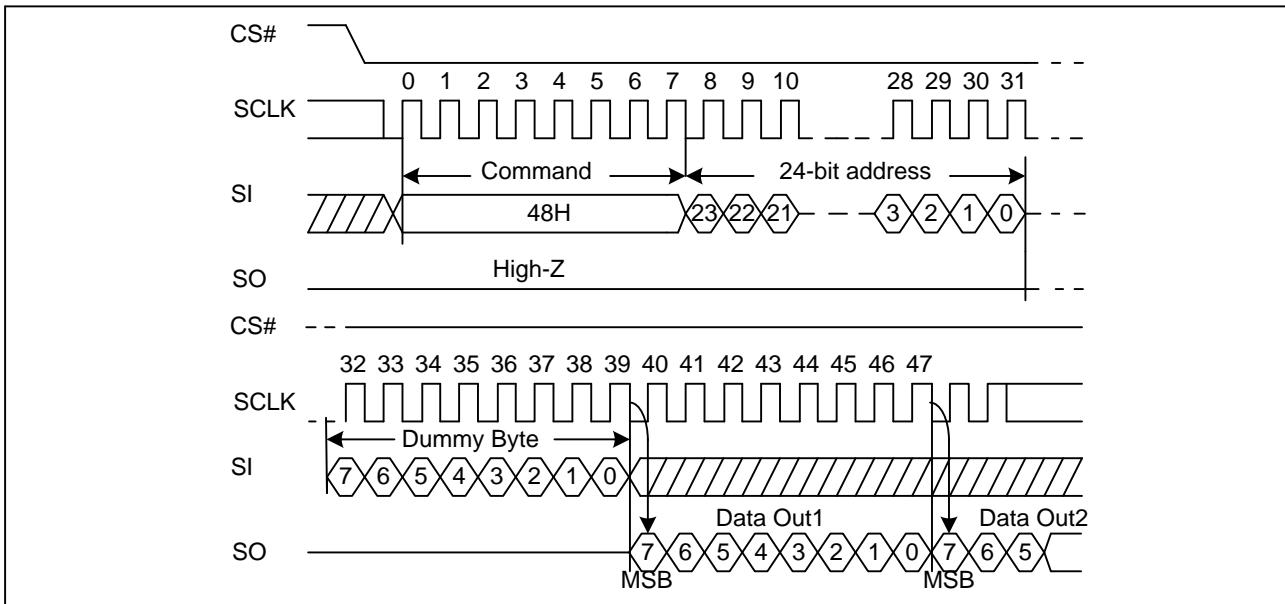 CS#
0 1 2 3 4 5 6 7 8 9 10 28 29 30 31
SCLK
Command 24-bit address
SI
48H 23 22 21 3 2 1 0
High-Z
SO
CS#
32 33 34 35 36 37 38 39 40 41 42 43 44 45 46 47
SCLK
Dummy Byte
SI
7 6 5 4 3 2 1 0
Data Out1 Data Out2
SO
7 6 5 4 3 2 1 0 7 6 5
MSB MSB